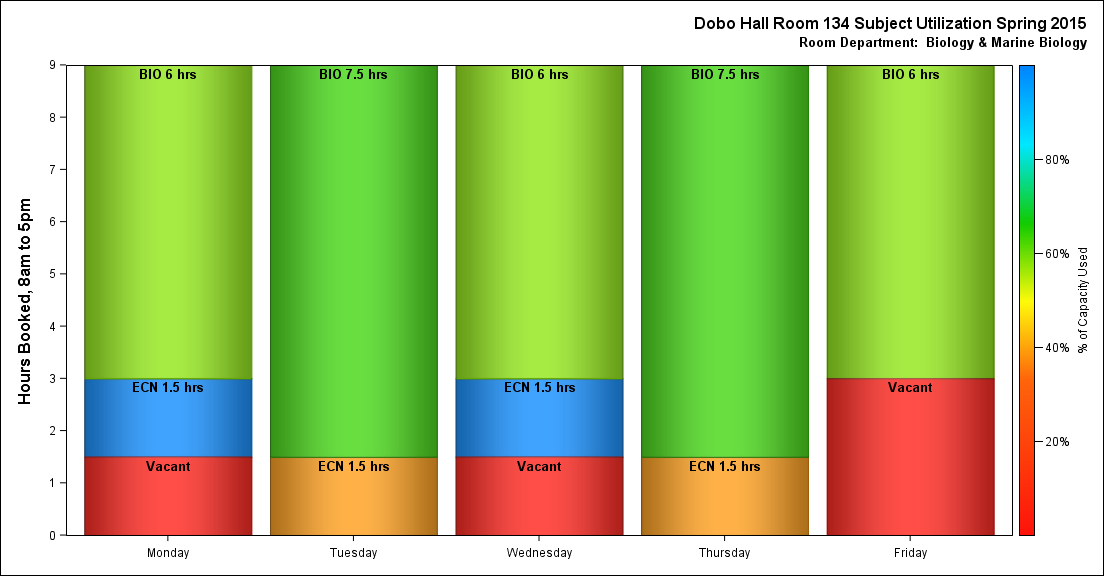 Dobo Hall Room 134 Subject Utilization Spring 2015
Room Department:  Biology & Marine Biology
Hours Booked, 8am to 5pm
9
8
7
6
5
4
3
2
1
0
BIO 6 hrs
ECN 1.5 hrs
Vacant
BIO 7.5 hrs
ECN 1.5 hrs
BIO 6 hrs
ECN 1.5 hrs
Vacant
BIO 7.5 hrs
ECN 1.5 hrs
BIO 6 hrs
Vacant
Monday
Tuesday
Wednesday
Thursday
Friday
80%
60%
40%
20%
% of Capacity Used